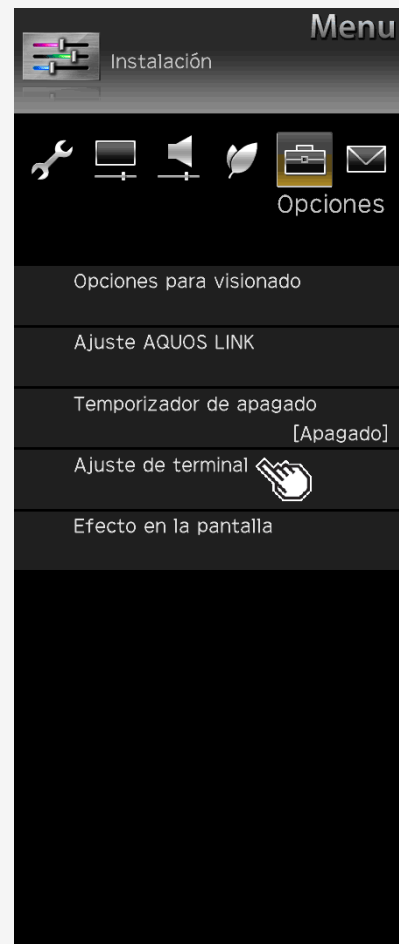 Menu
Instalación
Opciones
Opciones para visionado
Ajuste AQUOS LINK
Temporizador de apagado
[Apagado]
Ajuste de terminal
Efecto en la pantalla